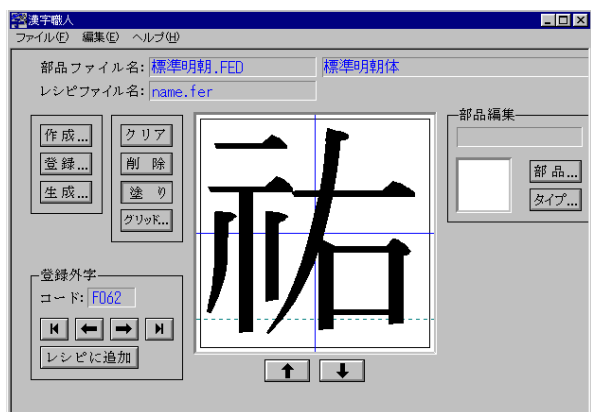 漢字職人
ファイル(F) 編集(E) ヘルプ(H)
部品ファイル名: 標準明朝.FED 標準明朝体
レシピファイル名: name.fer
作成...
登録...
生成...
クリア
削 除
塗 り
グリッド...
祐
部品編集
部品...
タイプ...
登録外字
コード: F062
レシピに追加